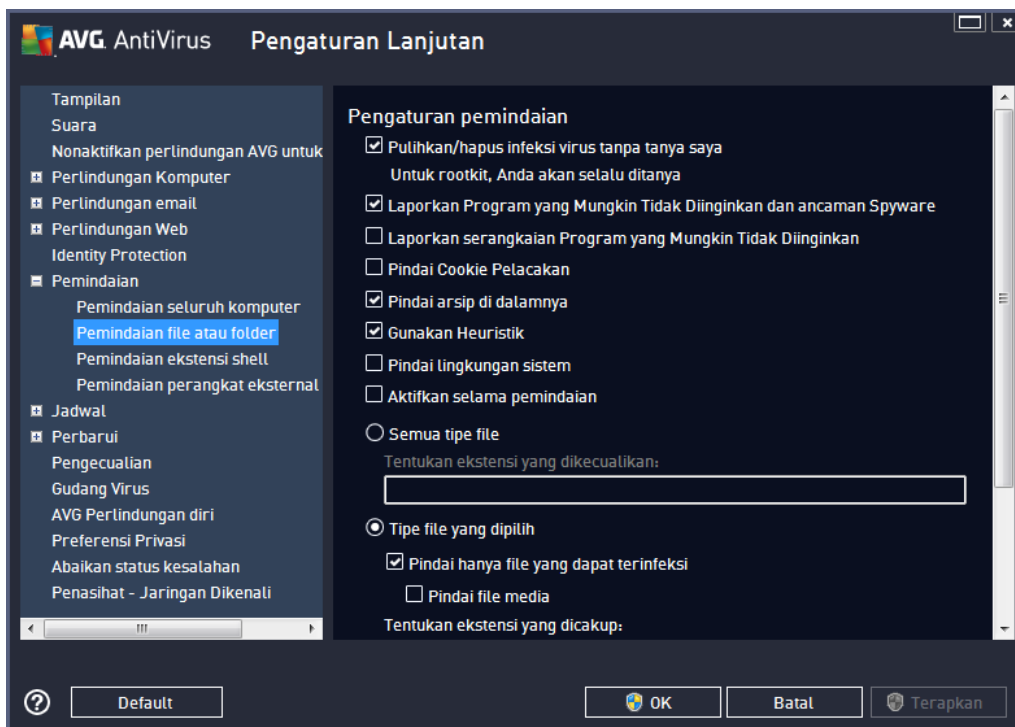 AVG. AntiVirus Pengaturan Lanjutan
Tampilan
Suara
Nonaktifkan perlindungan AVG untuk
Perlindungan Komputer
Perlindungan email
Perlindungan Web
Identity Protection
Pemindaian
Pemindaian seluruh komputer
Pemindaian file atau folder
Pemindaian ekstensi shell
Pemindaian perangkat eksternal
Jadwal
Perbarui
Pengecualian
Gudang Virus
AVG Perlindungan diri
Preferensi Privasi
Abaikan status kesalahan
Penasihat - Jaringan Dikenali
Pengaturan pemindaian
Pulihkan/hapus infeksi virus tanpa tanya saya
Untuk rootkit, Anda akan selalu ditanya
Laporkan Program yang Mungkin Tidak Diinginkan dan ancaman Spyware
Laporkan serangkaian Program yang Mungkin Tidak Diinginkan
Pindai Cookie Pelacakan
Pindai arsip di dalamnya
Gunakan Heuristik
Pindai lingkungan sistem
Aktifkan selama pemindaian
Semua tipe file
Tentukan ekstensi yang dikecualikan:
Tipe file yang dipilih
Pindai hanya file yang dapat terinfeksi
Pindai file media
Tentukan ekstensi yang dicakup:
Default
OK
Batal
Terapkan